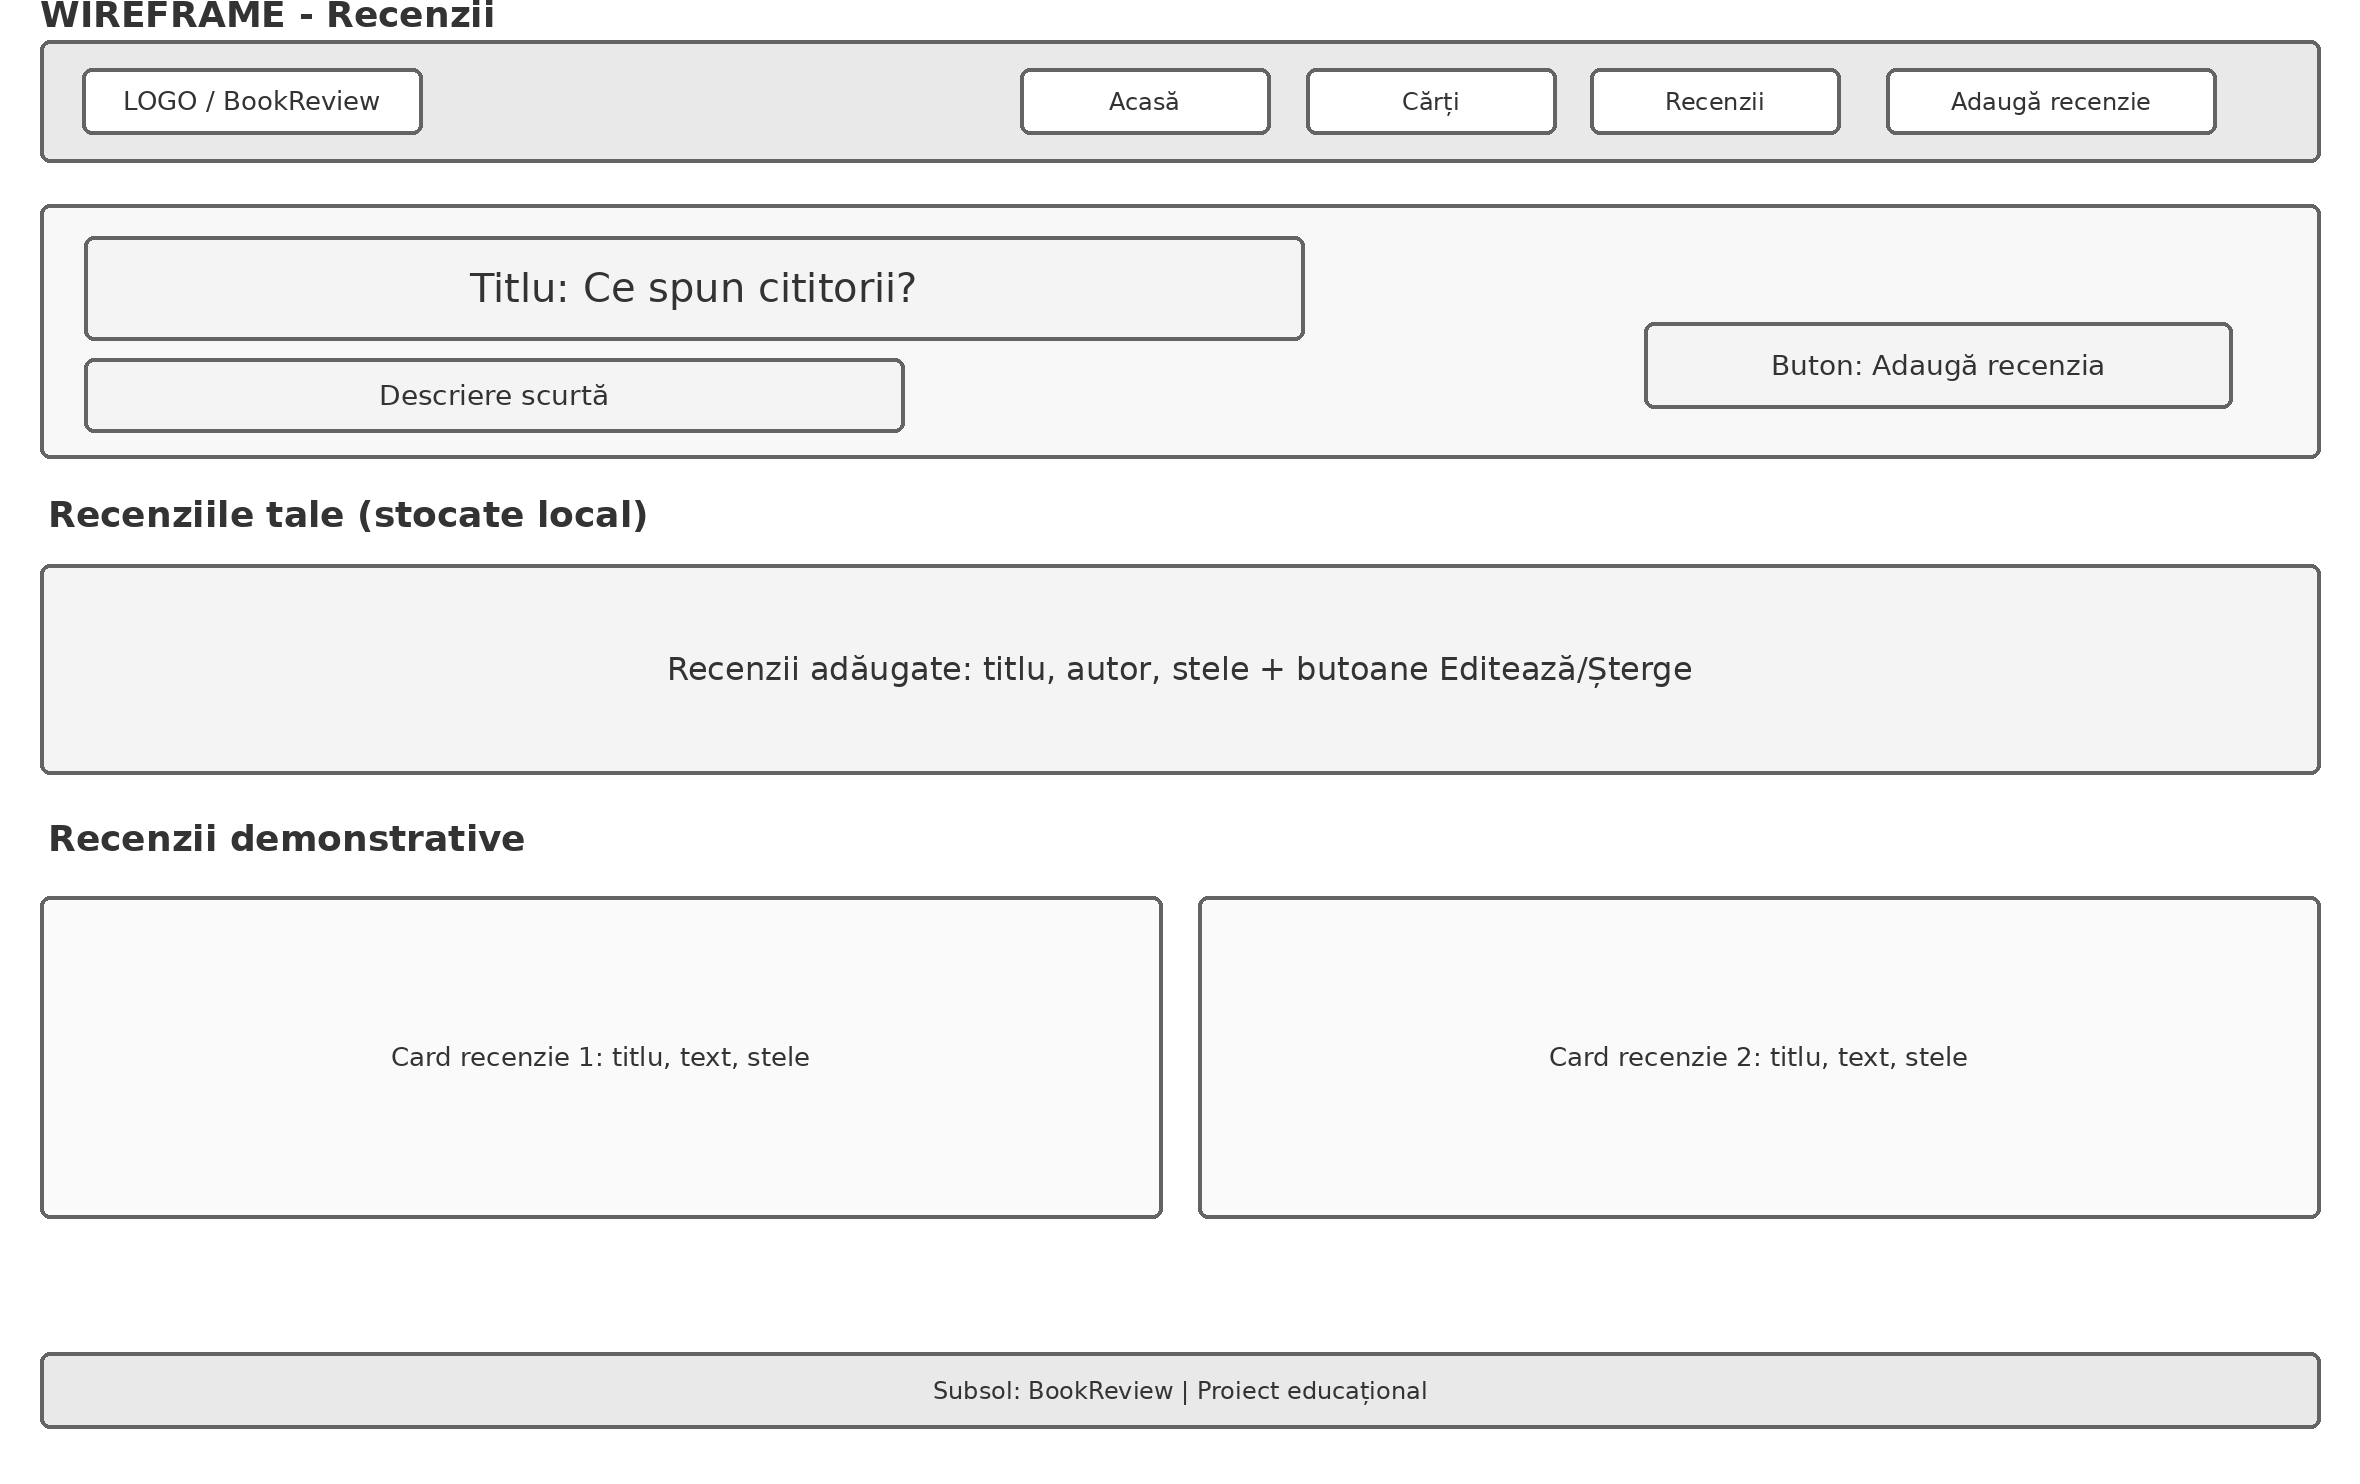 WIREFRAME - Recenzii
LOGO / BookReview
Acasă
Cărți
Recenzii
Adaugă recenzie
Titlu: Ce spun cititorii?
Descriere scurtă
Buton: Adaugă recenzia
Recenziile tale (stocate local)
Recenzii adăugate: titlu, autor, stele + butoane Editează/Șterge
Recenzii demonstrative
Card recenzie 1: titlu, text, stele
Card recenzie 2: titlu, text, stele
Subsol: BookReview | Proiect educațional